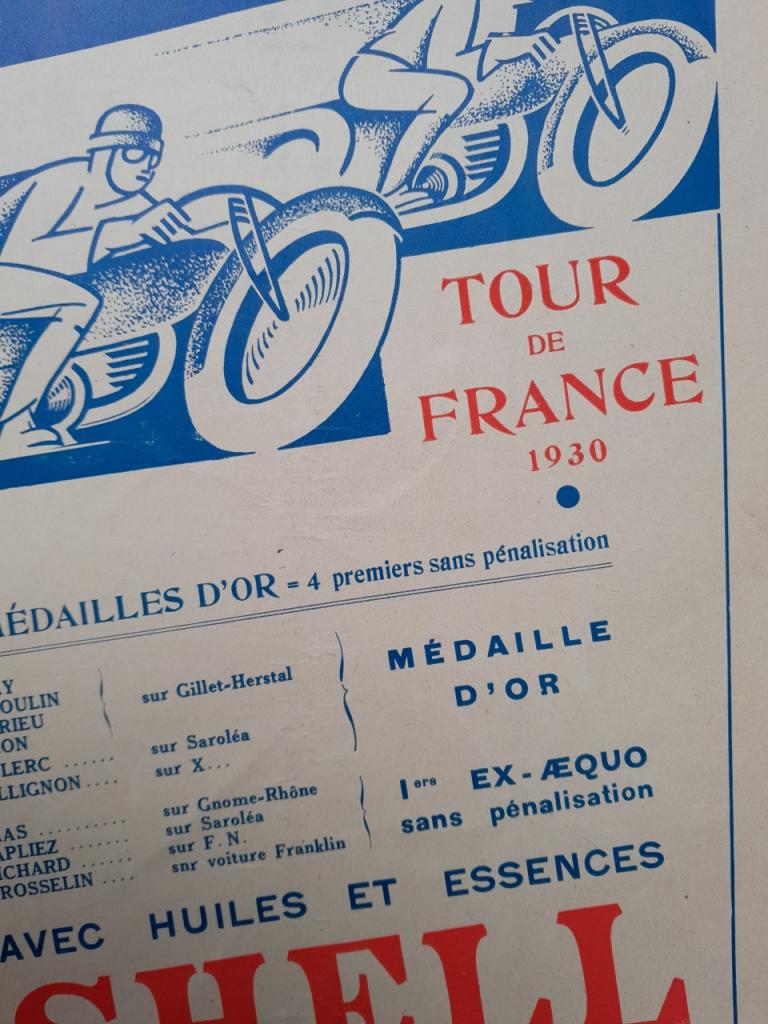 TOUR
DE
FRANCE
1930
MÉDAILLES D'OR = 4 premiers sans pénalisation
Y
OULIN
RIEU
ON
LERC ......
LLIGNON ....
sur Gillet-Herstal
sur Saroléa
sur X...
MÉDAILLE
D'OR
AS ..........
APLIEZ .......
ICHARD ......
ROSSELIN ....
sur Gnome-Rhône
sur Saroléa
sur F. N.
snr voiture Franklin
1ers EX-ÆQUO
sans pénalisation
AVEC HUILES ET ESSENCES
SHELL